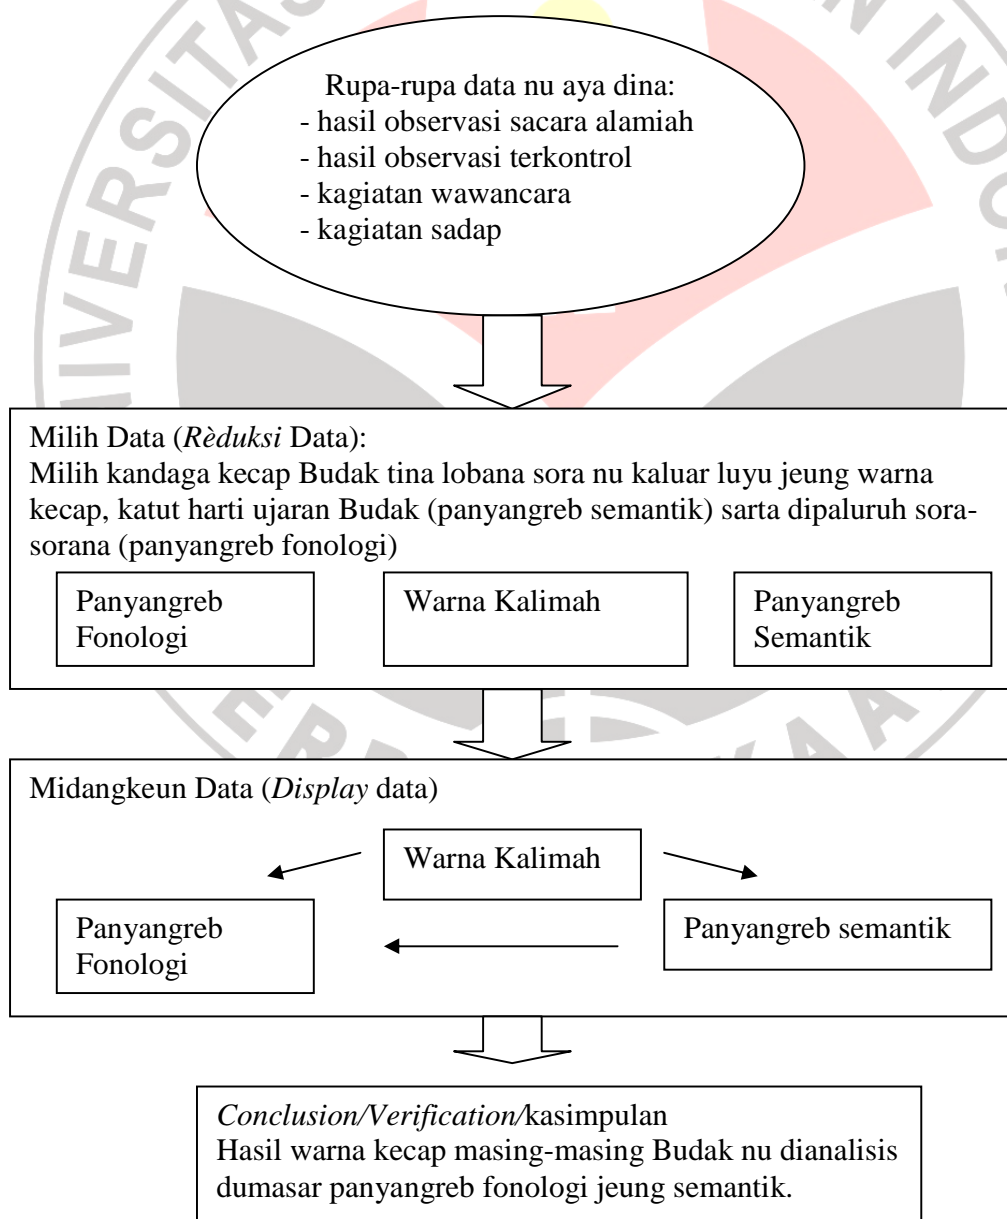 Rupa-rupa data nu aya dina:
- hasil observasi sacara alamiah
- hasil observasi terkontrol
- kagiatan wawancara
- kagiatan sadap
Milih Data (Rèduksi Data):
Milih kandaga kecap Budak tina lobana sora nu kaluar luyu jeung warna
kecap, katut harti ujaran Budak (panyangreb semantik) sarta dipaluruh sora-
sorana (panyangreb fonologi)
Panyangreb
Fonologi
Warna Kalimah
Panyangreb
Semantik
Midangkeun Data (Display data)
Warna Kalimah
Panyangreb
Fonologi
Panyangreb semantik
Conclusion/Verification/kasimpulan
Hasil warna kecap masing-masing Budak nu dianalisis
dumasar panyangreb fonologi jeung semantik.